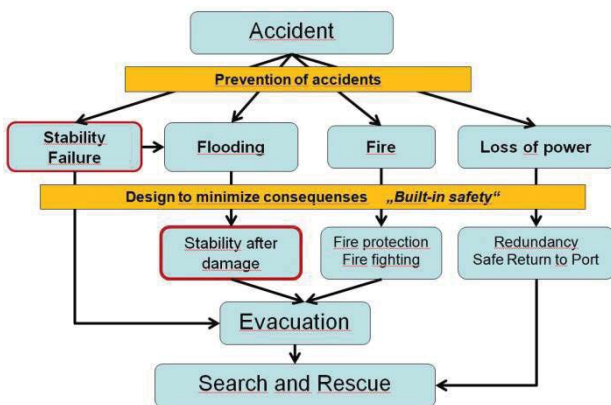 Accident
Prevention of accidents
Stability
Failure
Flooding
Fire
Loss of power
Design to minimize consequenses „Built-in safety“
Stability after
damage
Fire protection
Fire fighting
Redundancy
Safe Return to Port
Evacuation
Search and Rescue